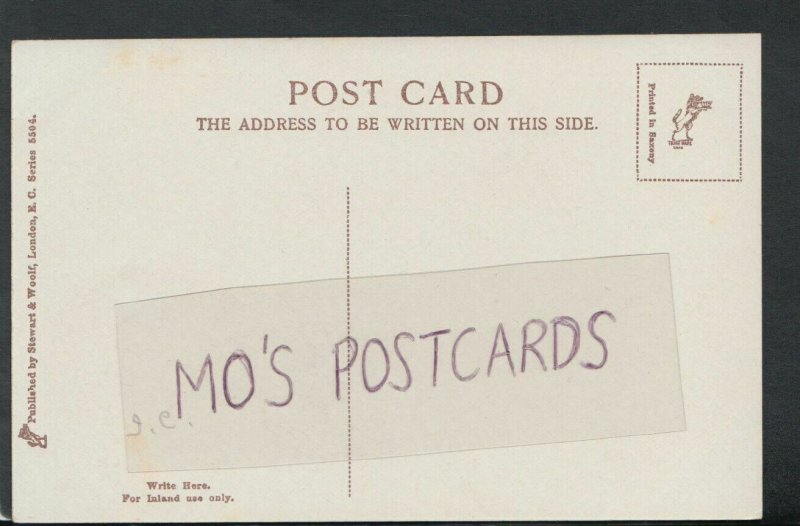 POST CARD
THE ADDRESS TO BE WRITTEN ON THIS SIDE.
Printed in Saxony
TRADE MARK
Published by Stewart & Woolf, London, E. C. Series 5504.
MO'S POSTCARDS
Write Here.
For Inland use only.